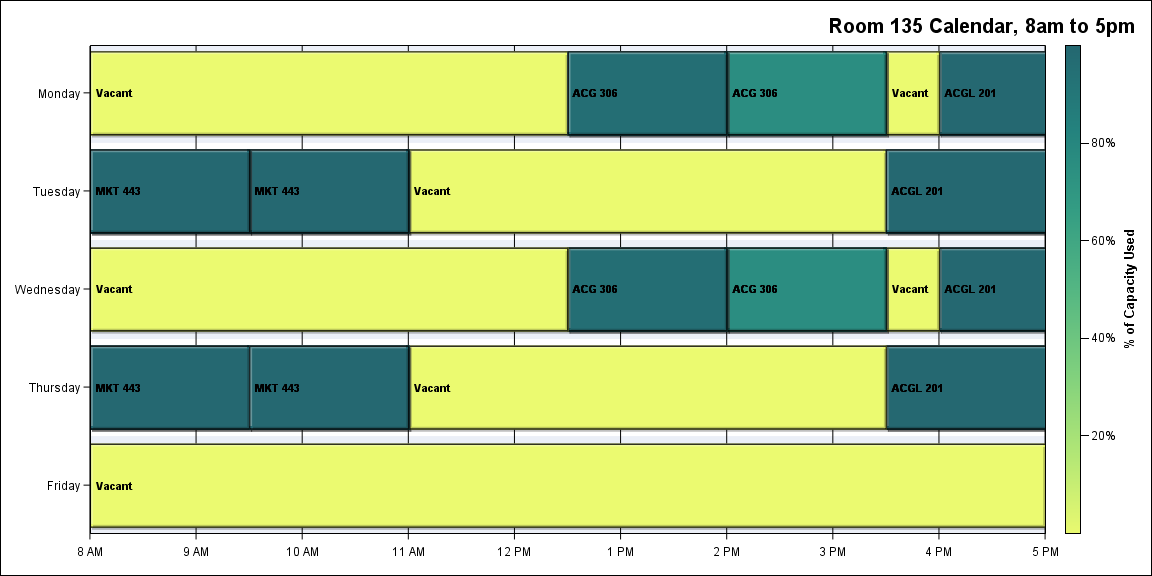 Room 135 Calendar, 8am to 5pm
Monday
Vacant
ACG 306
ACG 306
Vacant
ACGL 201
Tuesday
MKT 443
MKT 443
Vacant
ACGL 201
Wednesday
Vacant
ACG 306
ACG 306
Vacant
ACGL 201
Thursday
MKT 443
MKT 443
Vacant
ACGL 201
Friday
Vacant
8 AM
9 AM
10 AM
11 AM
12 PM
1 PM
2 PM
3 PM
4 PM
5 PM
80%
60%
40%
20%
% of Capacity Used